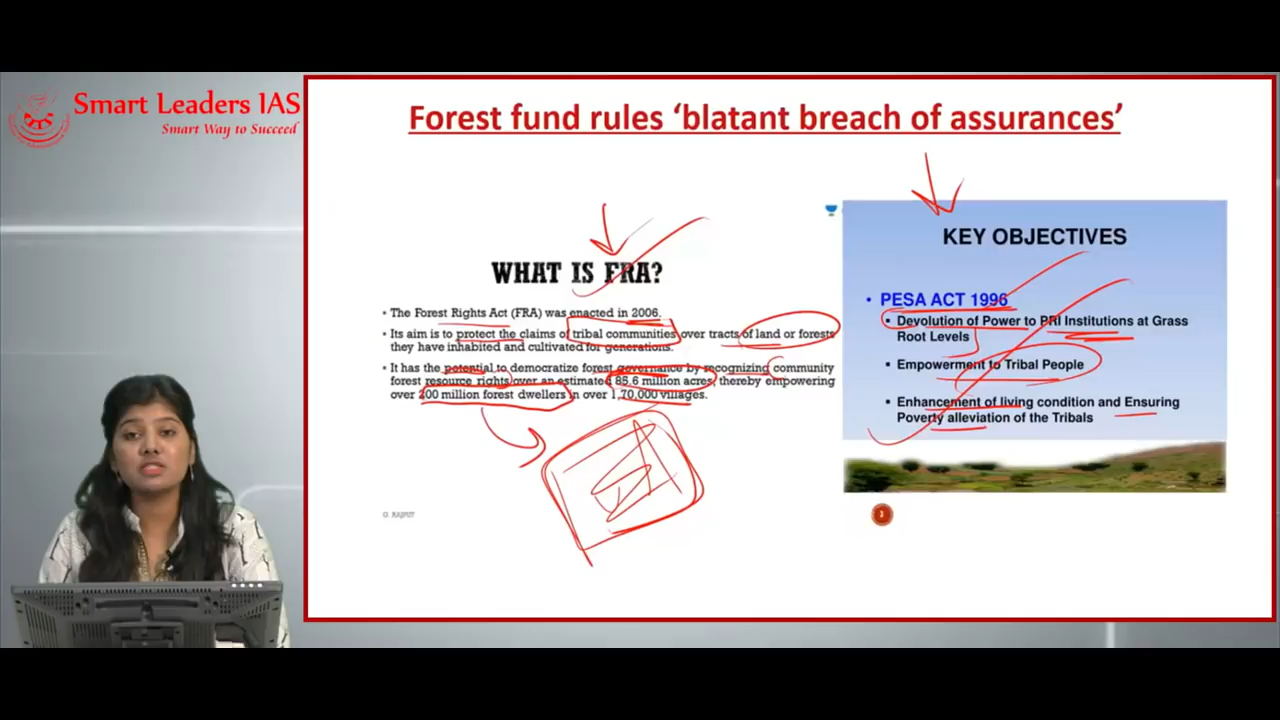 Smart Leaders IAS
Smart Way to Succeed
Forest fund rules ‘blatant breach of assurances’
WHAT IS FRA?
▪ The Forest Rights Act (FRA) was enacted in 2006.
▪ Its aim is to protect the claims of tribal communities over tracts of land or forests
they have inhabited and cultivated for generations.
▪ It has the potential to democratize forest governance by recognizing community
forest resource rights over an estimated 85.6 million acres, thereby empowering
over 200 million forest dwellers in over 1,70,000 villages.
G. RAJPUT
KEY OBJECTIVES
• PESA ACT 1996
• Devolution of Power to PRI Institutions at Grass
Root Levels
• Empowerment to Tribal People
• Enhancement of living condition and Ensuring
Poverty alleviation of the Tribals
3